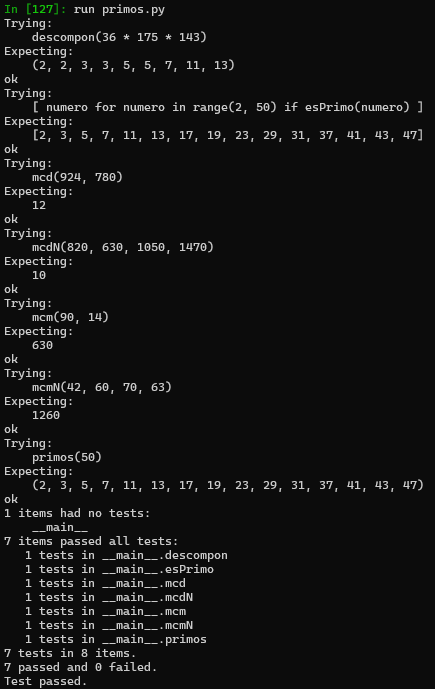 In [127]: run primos.py
Trying:
    descompon(36 * 175 * 143)
Expecting:
    (2, 2, 3, 3, 5, 5, 7, 11, 13)
ok
Trying:
    [ numero for numero in range(2, 50) if esPrimo(numero) ]
Expecting:
    [2, 3, 5, 7, 11, 13, 17, 19, 23, 29, 31, 37, 41, 43, 47]
ok
Trying:
    mcd(924, 780)
Expecting:
    12
ok
Trying:
    mcdN(820, 630, 1050, 1470)
Expecting:
    10
ok
Trying:
    mcm(90, 14)
Expecting:
    630
ok
Trying:
    mcmN(42, 60, 70, 63)
Expecting:
    1260
ok
Trying:
    primos(50)
Expecting:
    (2, 3, 5, 7, 11, 13, 17, 19, 23, 29, 31, 37, 41, 43, 47)
ok
1 items had no tests:
    __main__
7 items passed all tests:
   1 tests in __main__.descompon
   1 tests in __main__.esPrimo
   1 tests in __main__.mcd
   1 tests in __main__.mcdN
   1 tests in __main__.mcm
   1 tests in __main__.mcmN
   1 tests in __main__.primos
7 tests in 8 items.
7 passed and 0 failed.
Test passed.